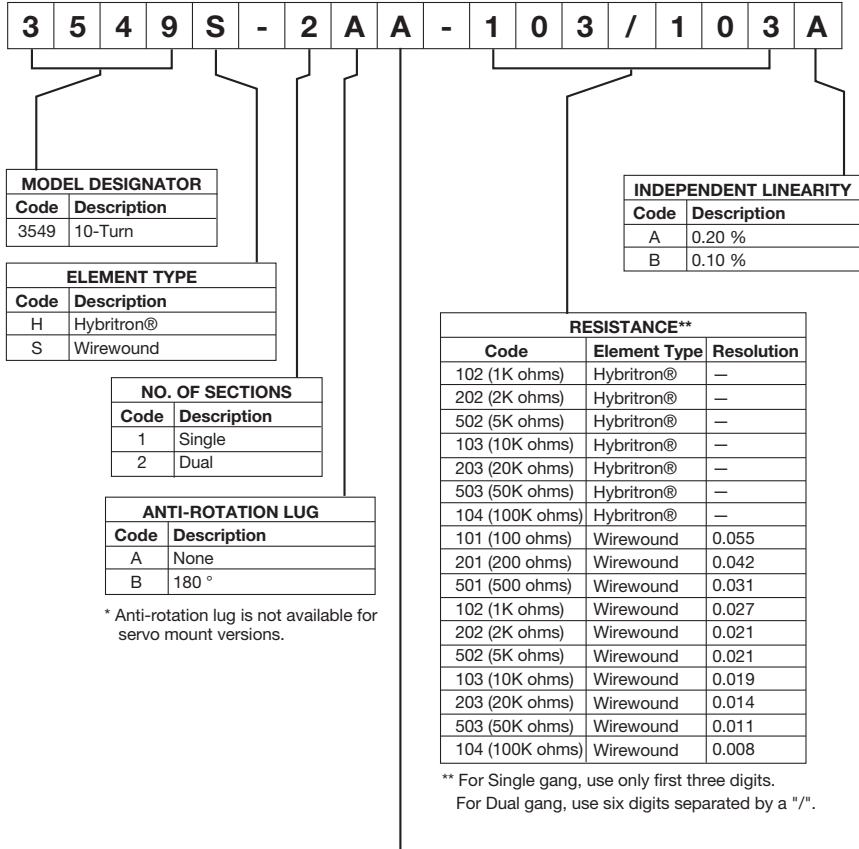 3 5 4 9 S - 2 A A - 1 0 3 / 1 0 3 A
MODEL DESIGNATOR
Code Description
3549 10-Turn
ELEMENT TYPE
Code Description
H Hybritron®
S Wirewound
NO. OF SECTIONS
Code Description
1 Single
2 Dual
ANTI-ROTATION LUG
Code Description
A None
B 180 °
* Anti-rotation lug is not available for
servo mount versions.
INDEPENDENT LINEARITY
Code Description
A 0.20 %
B 0.10 %
RESISTANCE**
Code Element Type Resolution
102 (1K ohms) Hybritron® —
202 (2K ohms) Hybritron® —
502 (5K ohms) Hybritron® —
103 (10K ohms) Hybritron® —
203 (20K ohms) Hybritron® —
503 (50K ohms) Hybritron® —
104 (100K ohms) Hybritron® —
101 (100 ohms) Wirewound 0.055
201 (200 ohms) Wirewound 0.042
501 (500 ohms) Wirewound 0.031
102 (1K ohms) Wirewound 0.027
202 (2K ohms) Wirewound 0.021
502 (5K ohms) Wirewound 0.021
103 (10K ohms) Wirewound 0.019
203 (20K ohms) Wirewound 0.014
503 (50K ohms) Wirewound 0.011
104 (100K ohms) Wirewound 0.008
** For Single gang, use only first three digits.
For Dual gang, use six digits separated by a "/".